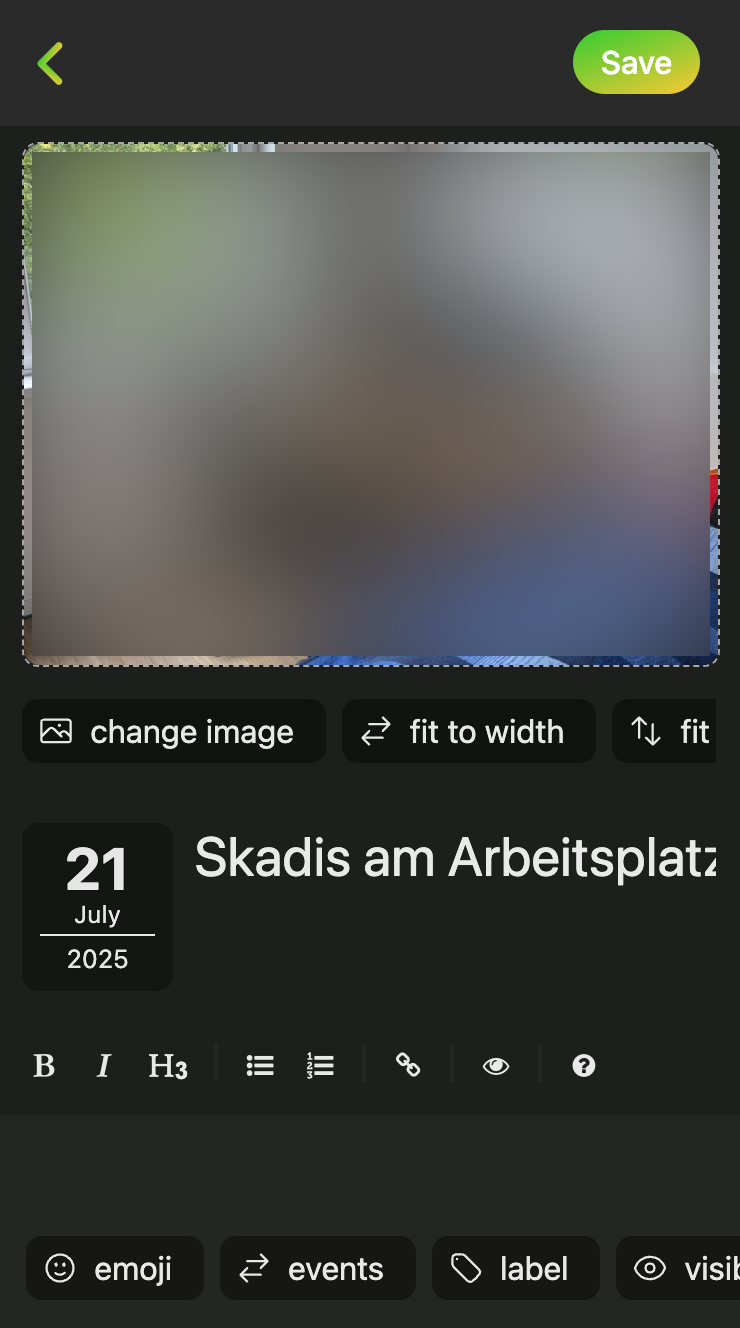 Save
change image
fit to width
fit
21
July
2025
Skadis am Arbeitsplatz
B I H3
emoji
events
label
visib